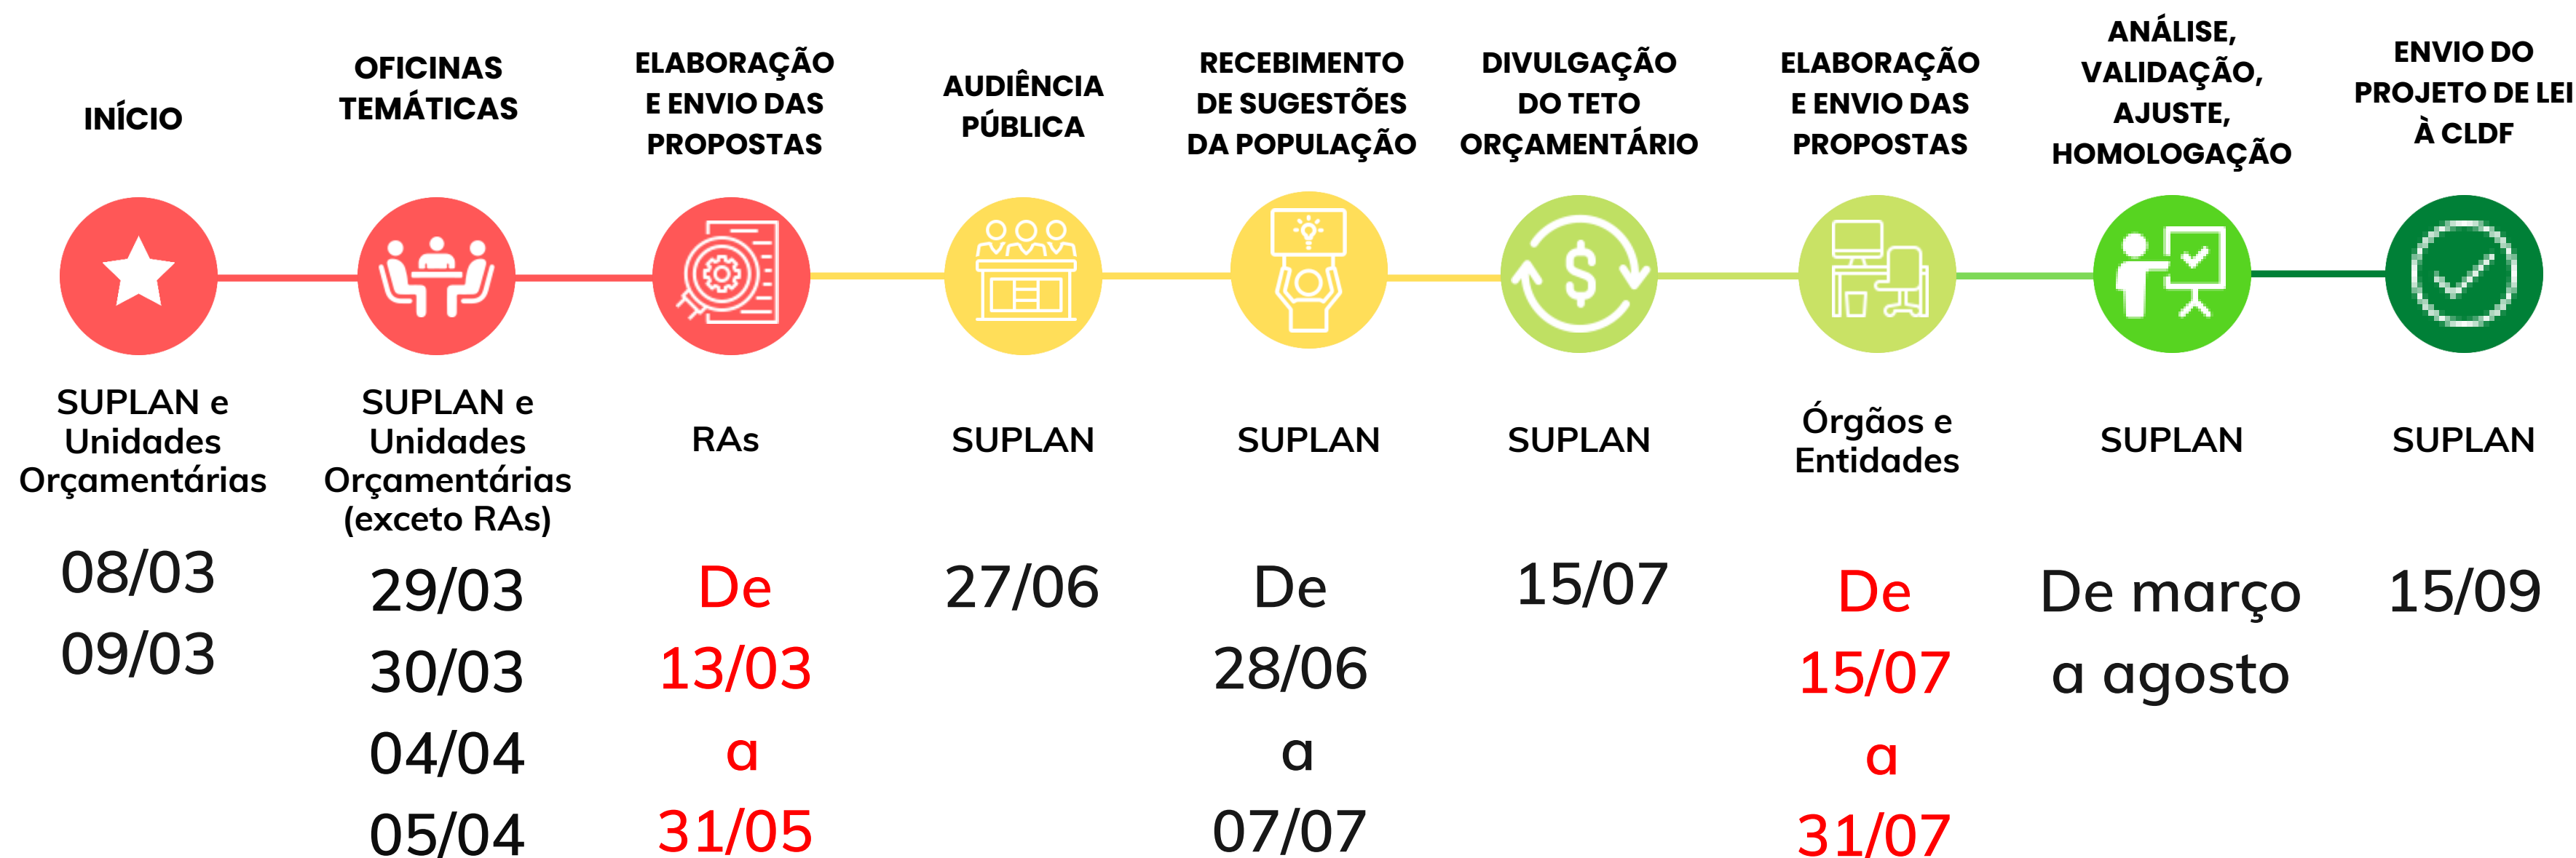 INÍCIO
OFICINAS
TEMÁTICAS
ELABORAÇÃO
E ENVIO DAS
PROPOSTAS
AUDIÊNCIA
PÚBLICA
RECEBIMENTO
DE SUGESTÕES
DA POPULAÇÃO
DIVULGAÇÃO
DO TETO
ORÇAMENTÁRIO
ELABORAÇÃO
E ENVIO DAS
PROPOSTAS
ANÁLISE,
VALIDAÇÃO,
AJUSTE,
HOMOLOGAÇÃO
ENVIO DO
PROJETO DE LEI
À CLDF
$
SUPLAN e
Unidades
Orçamentárias
SUPLAN e
Unidades
Orçamentárias
(exceto RAs)
RAs
SUPLAN
SUPLAN
SUPLAN
Órgãos e
Entidades
SUPLAN
SUPLAN
08/03
09/03
29/03
30/03
04/04
05/04
De
13/03
a
31/05
27/06
De
28/06
a
07/07
15/07
De
15/07
a
31/07
De março
a agosto
15/09